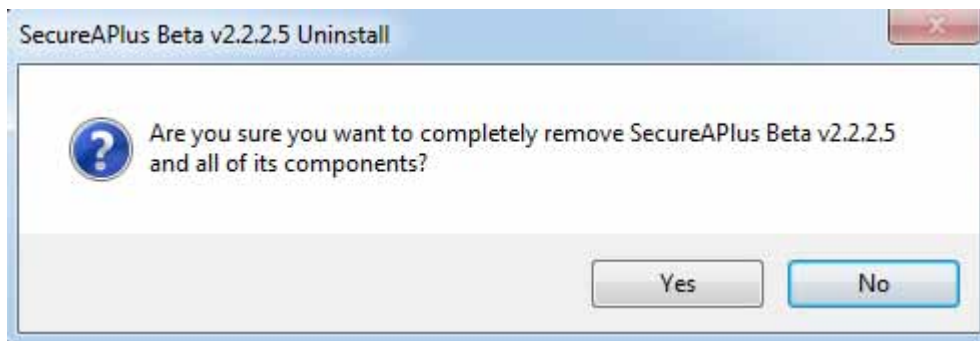 SecureAPlus Beta v2.2.2.5 Uninstall
Are you sure you want to completely remove SecureAPlus Beta v2.2.2.5
and all of its components?
Yes No